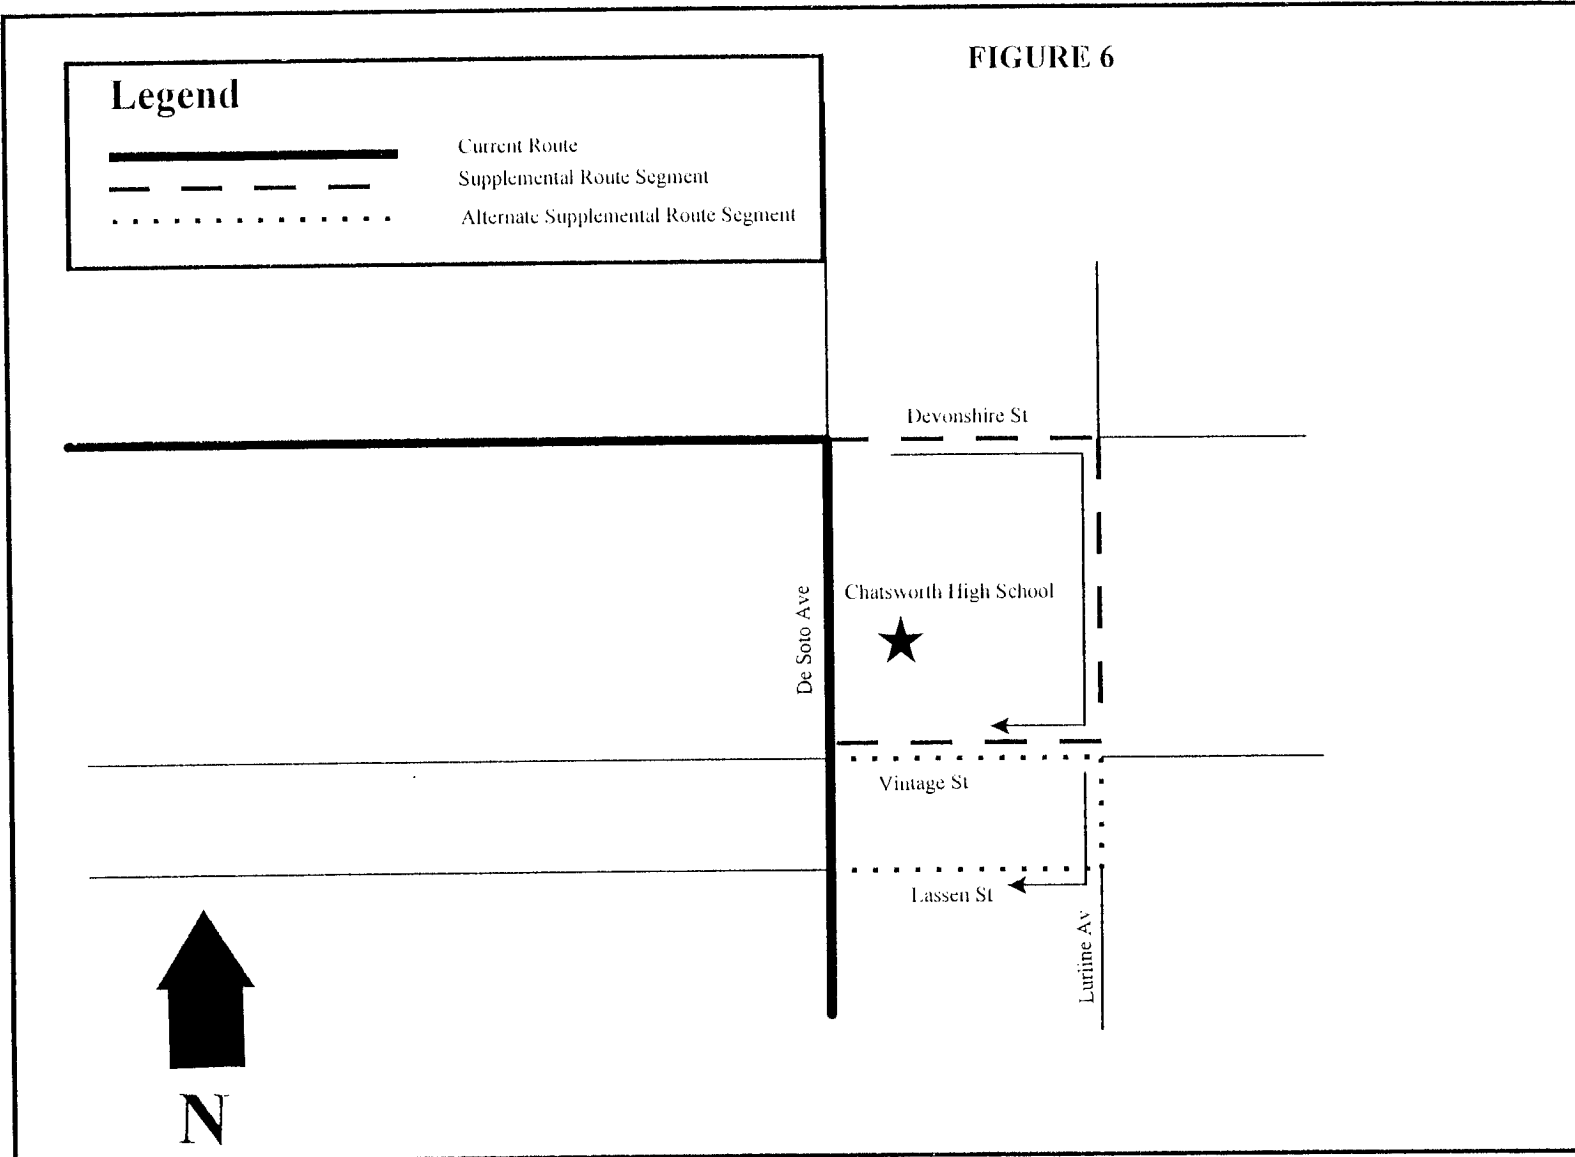 FIGURE 6
Legend
Current Route
Supplemental Route Segment
Alternate Supplemental Route Segment
Devonshire St
Chatsworth High School
De Soto Ave
Vintage St
Lassen St
Lurline Av
N